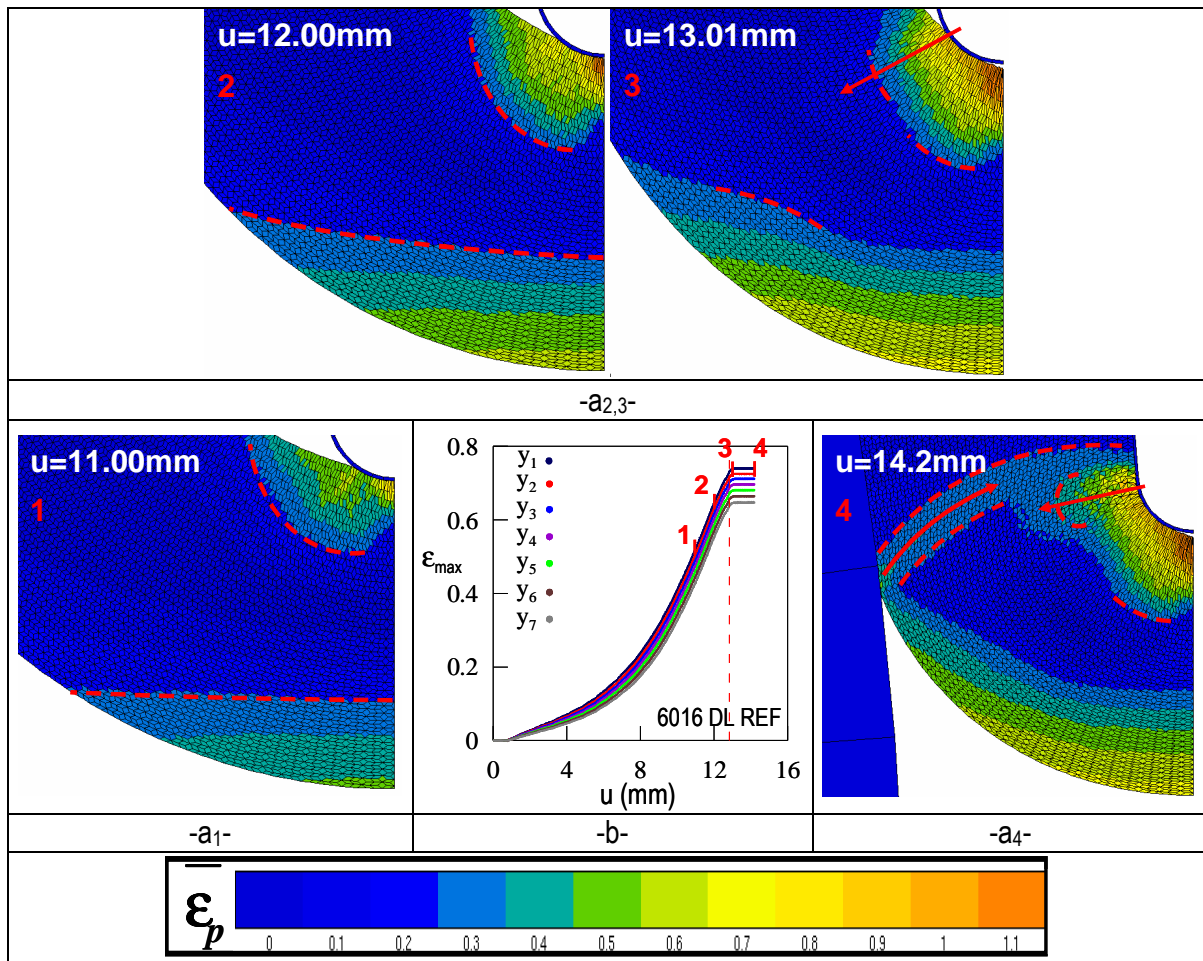 u=12.00mm
2
u=13.01mm
3
-a2,3-
u=11.00mm
1
0.8
0.6
0.4
0.2
0
εmax
y1
y2
y3
y4
y5
y6
y7
1
2
3
4
6016 DL REF
0 4 8 12 16
u (mm)
u=14.2mm
4
-a1-
-b-
-a4-
ε̅p
0 0.1 0.2 0.3 0.4 0.5 0.6 0.7 0.8 0.9 1 1.1